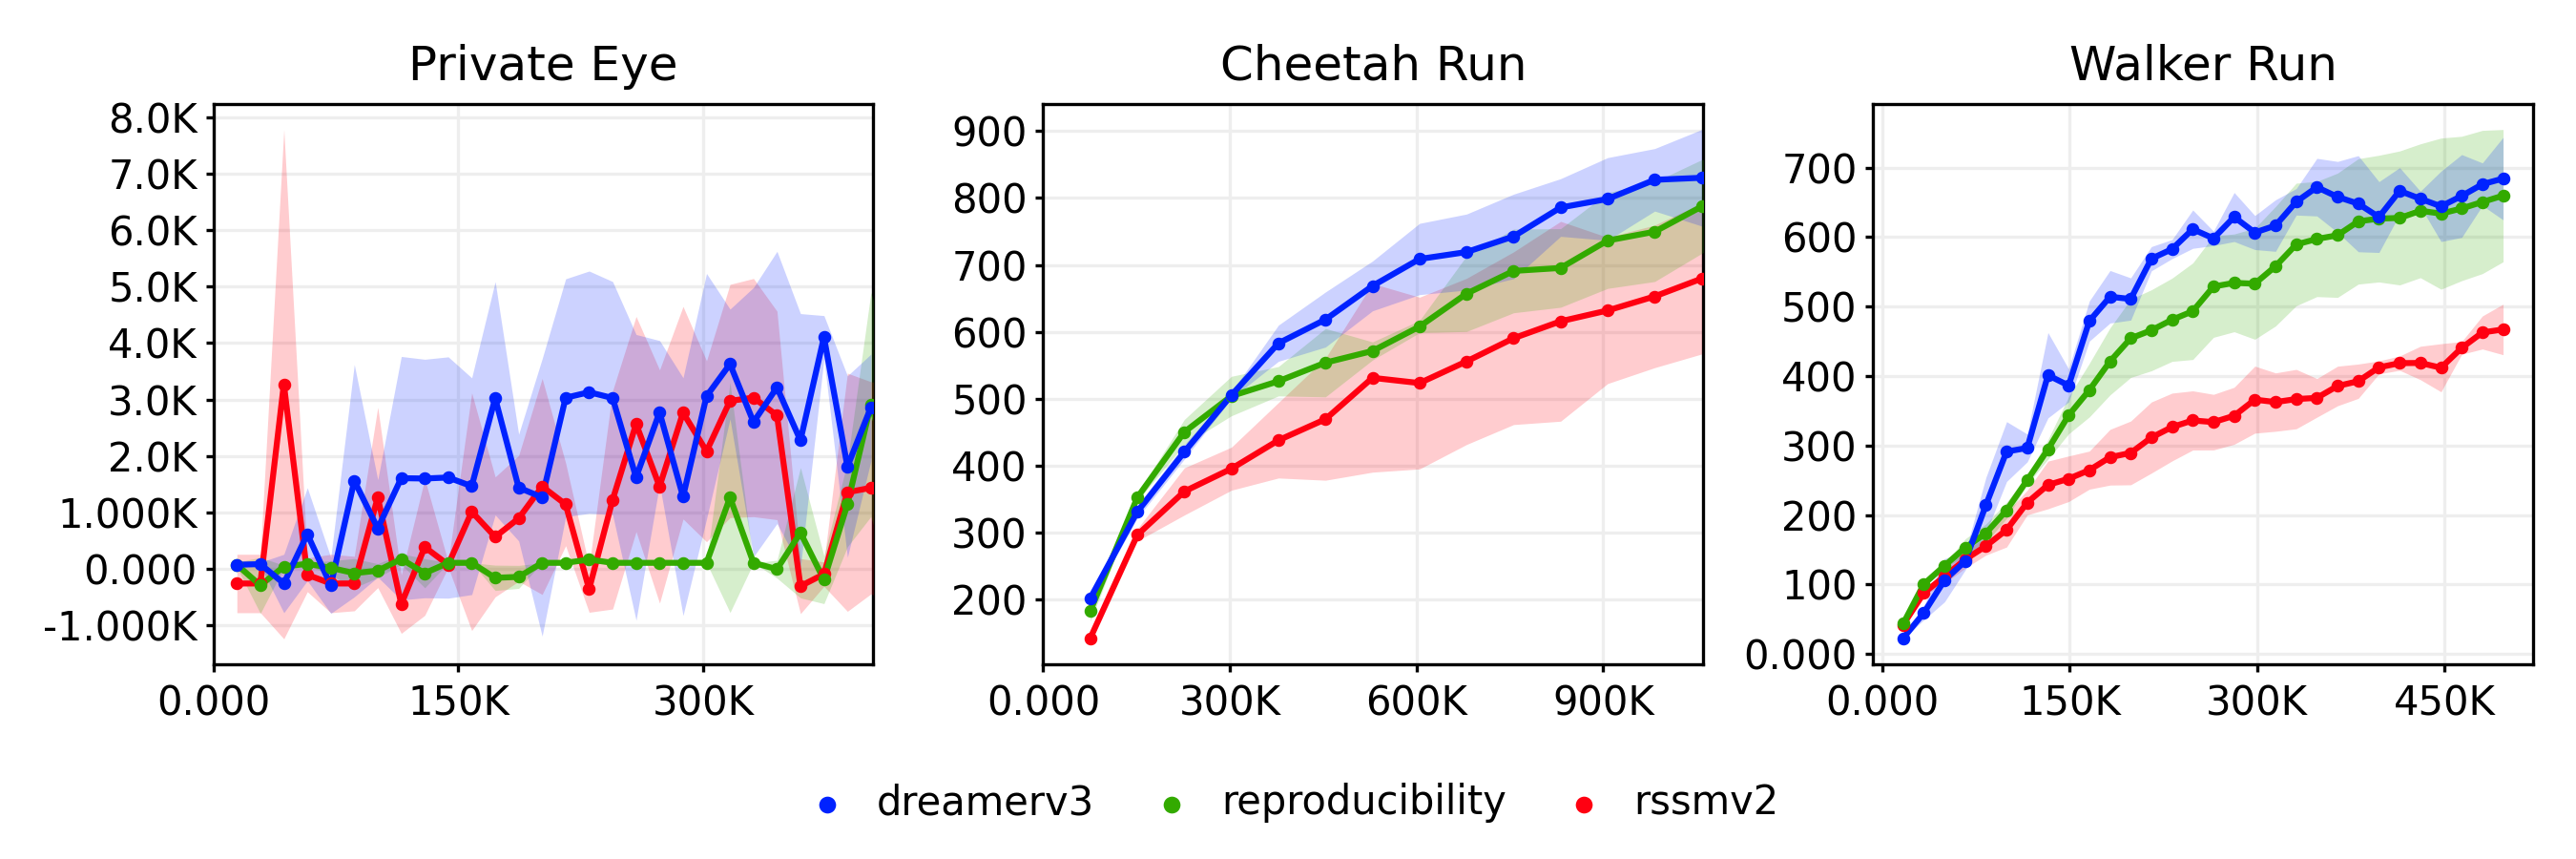 Private Eye
8.0K
7.0K
6.0K
5.0K
4.0K
3.0K
2.0K
1.000K
0.000
-1.000K
0.000 150K 300K
Cheetah Run
900
800
700
600
500
400
300
200
0.000 300K 600K 900K
Walker Run
700
600
500
400
300
200
100
0.000
0.000 150K 300K 450K
dreamerv3 reproducibility rssmv2